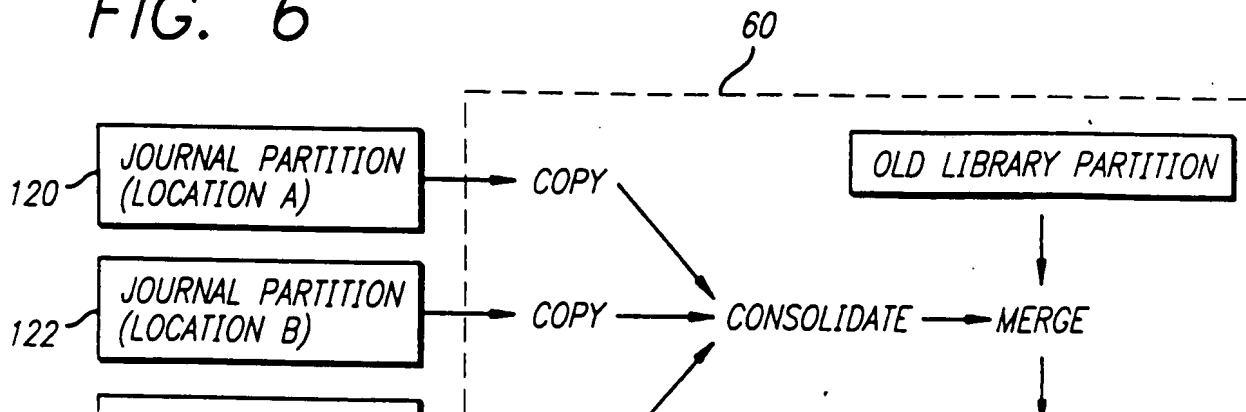 FIG. 6
60
JOURNAL PARTITION
(LOCATION A)
120
COPY
OLD LIBRARY PARTITION
JOURNAL PARTITION
(LOCATION B)
122
COPY
CONSOLIDATE
MERGE